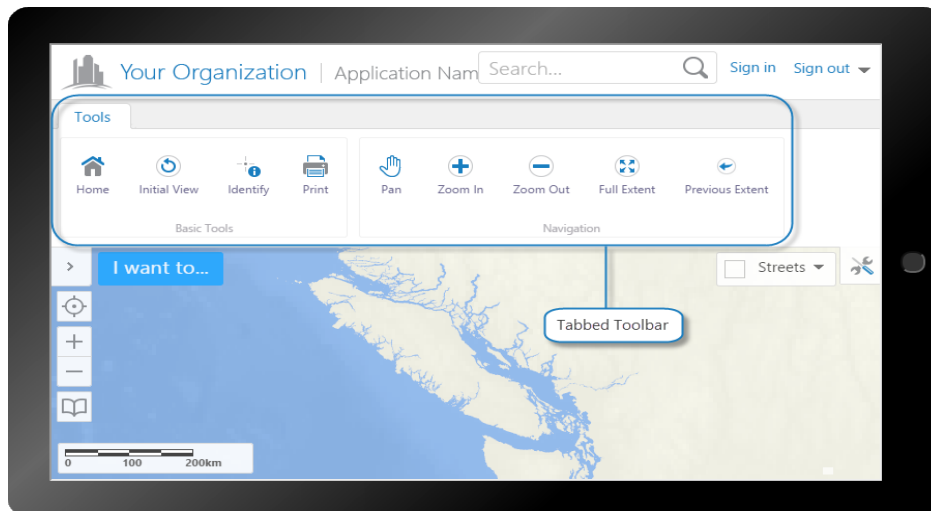 Your Organization | Application Nam Search... Sign in Sign out
Tools
Home Initial View Identify Print Pan Zoom In Zoom Out Full Extent Previous Extent
Basic Tools Navigation
I want to... Streets
Tabbed Toolbar
0 100 200km